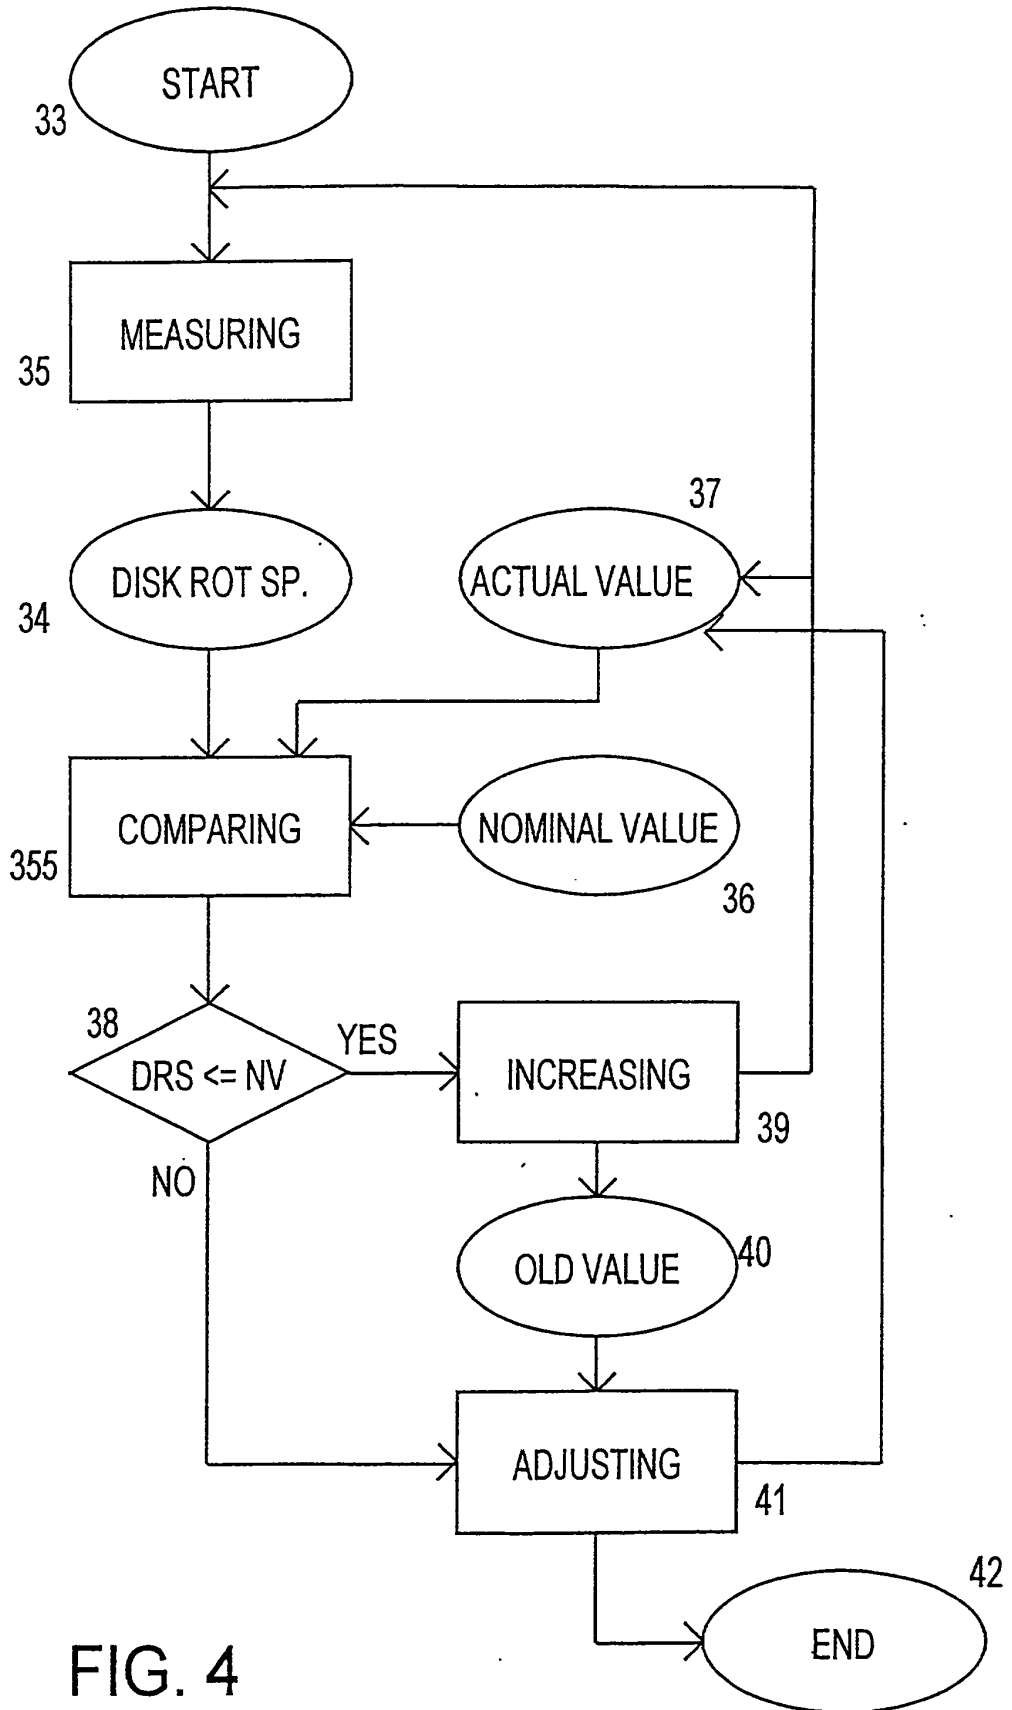 START
33
MEASURING
35
37
DISK ROT SP.
ACTUAL VALUE
34
COMPARING
NOMINAL VALUE
355
36
38
YES
DRS <= NV
INCREASING
39
NO
OLD VALUE
40
ADJUSTING
41
42
END
FIG. 4